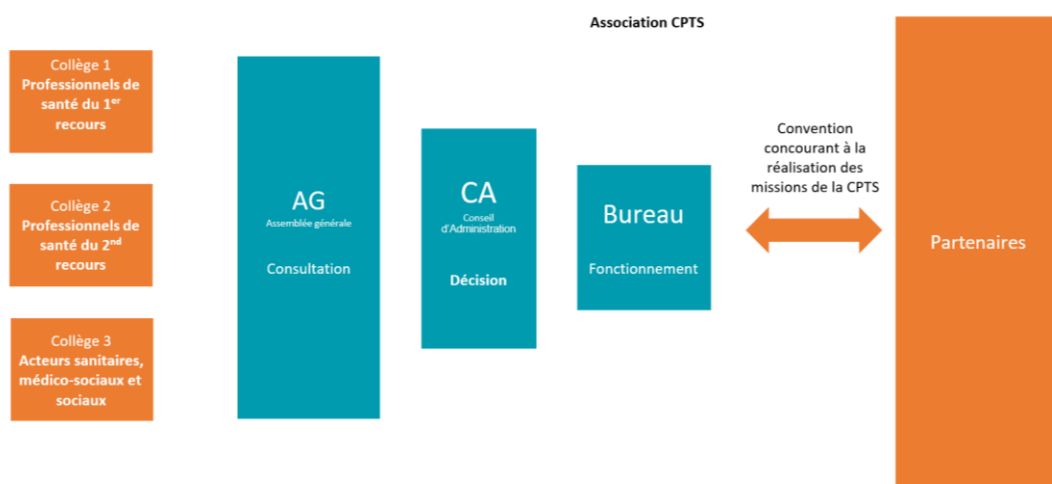 Association CPTS
Collège 1
Professionnels de
santé du 1er
recours
Collège 2
Professionnels de
santé du 2nd
recours
Collège 3
Acteurs sanitaires,
médico-sociaux et
sociaux
AG
Assemblée générale
Consultation
CA
Conseil
d'Administration
Décision
Bureau
Fonctionnement
Convention
concourant à la
réalisation des
missions de la CPTS
Partenaires